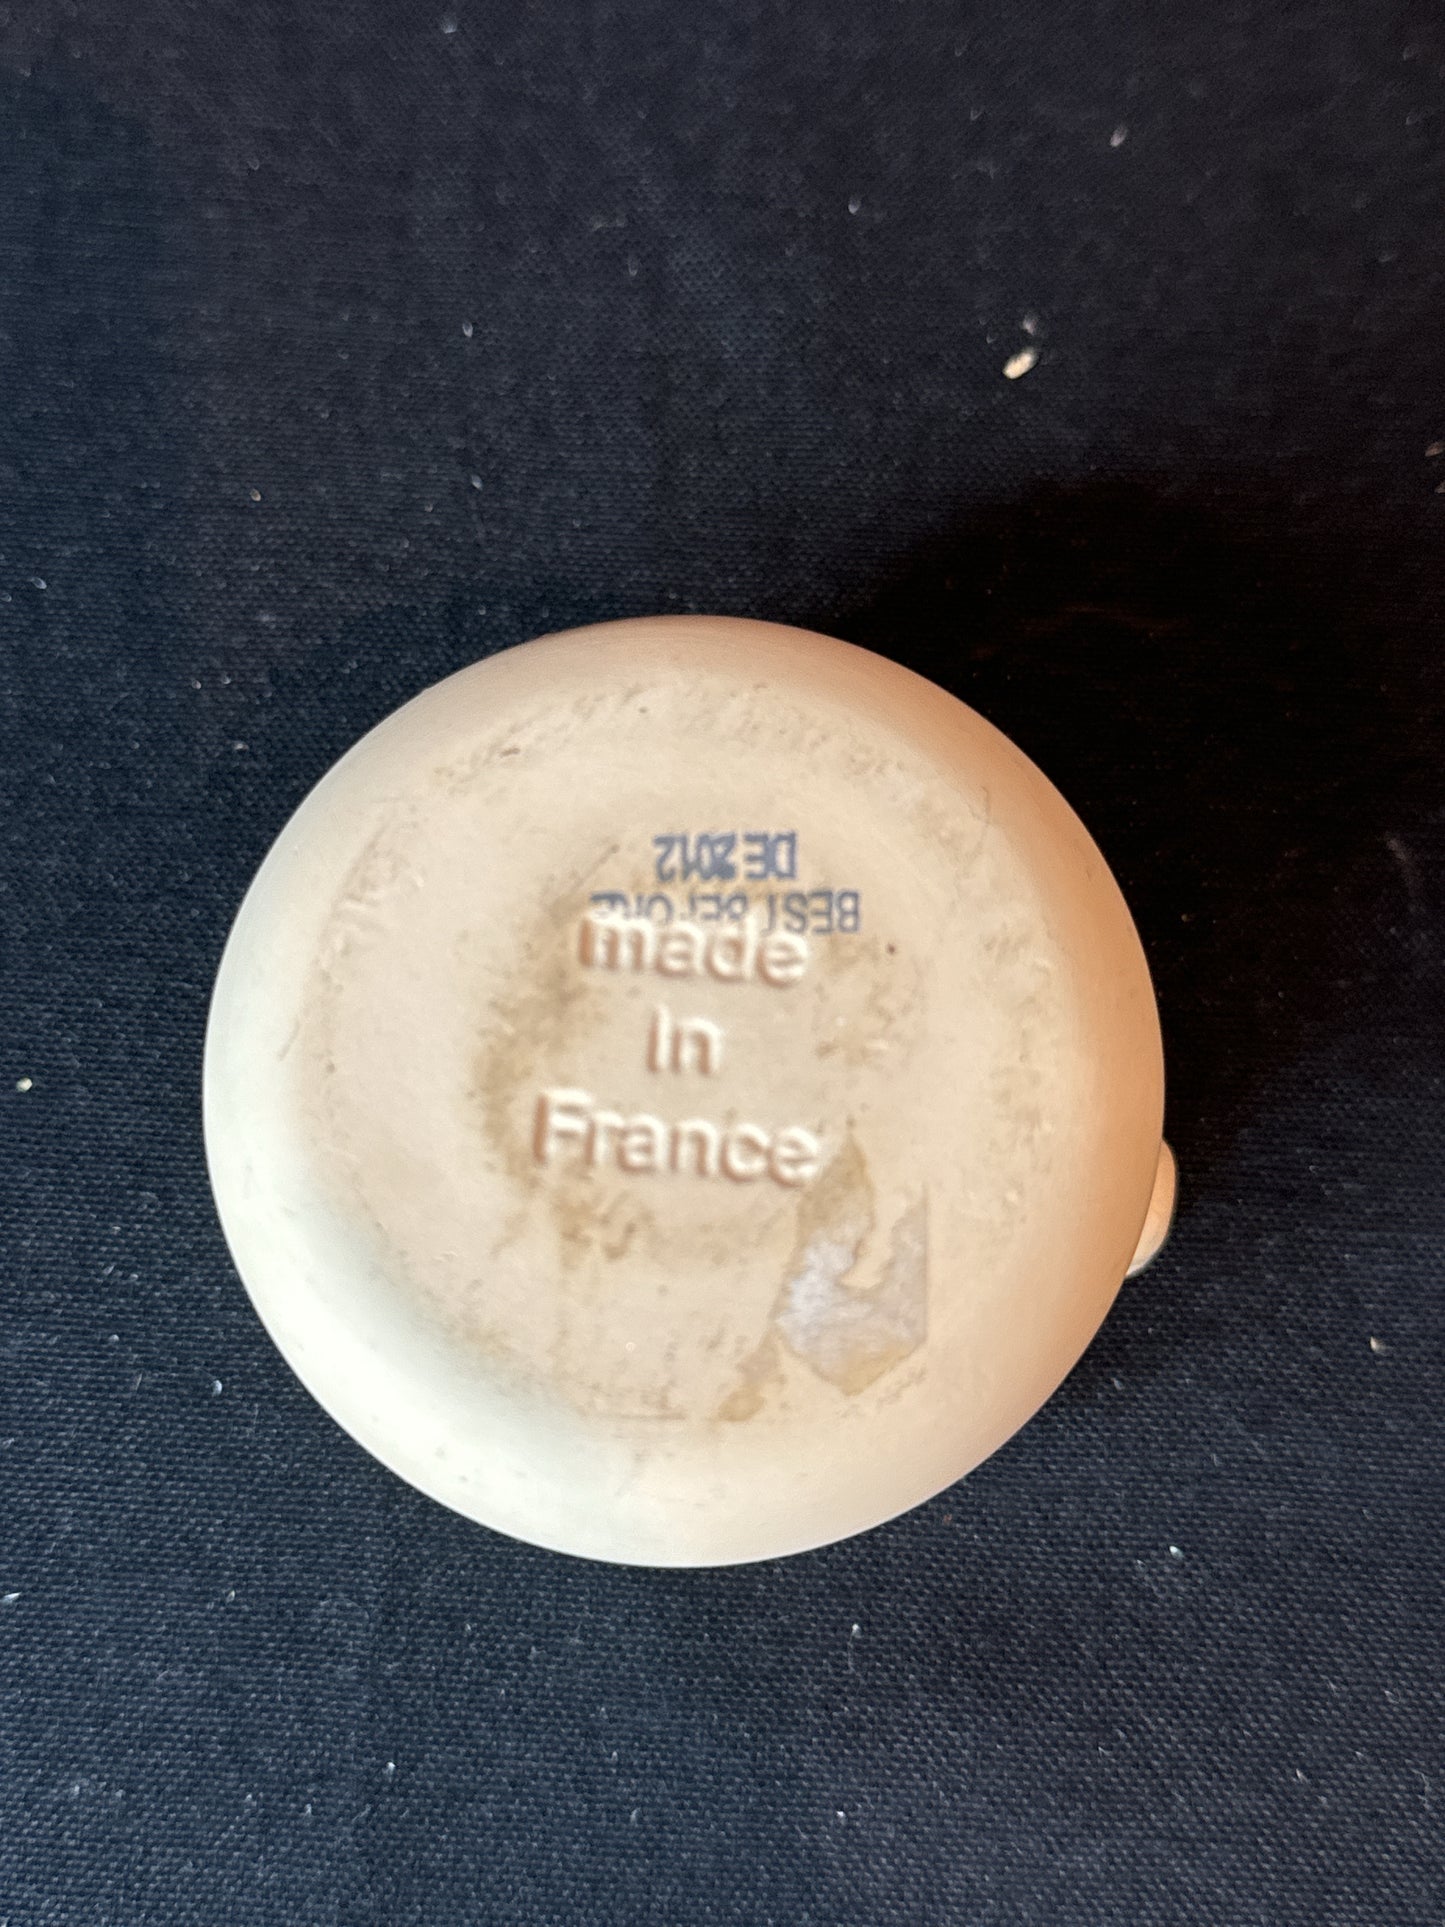 made
in
France
BEST BEFORE
DE 2012